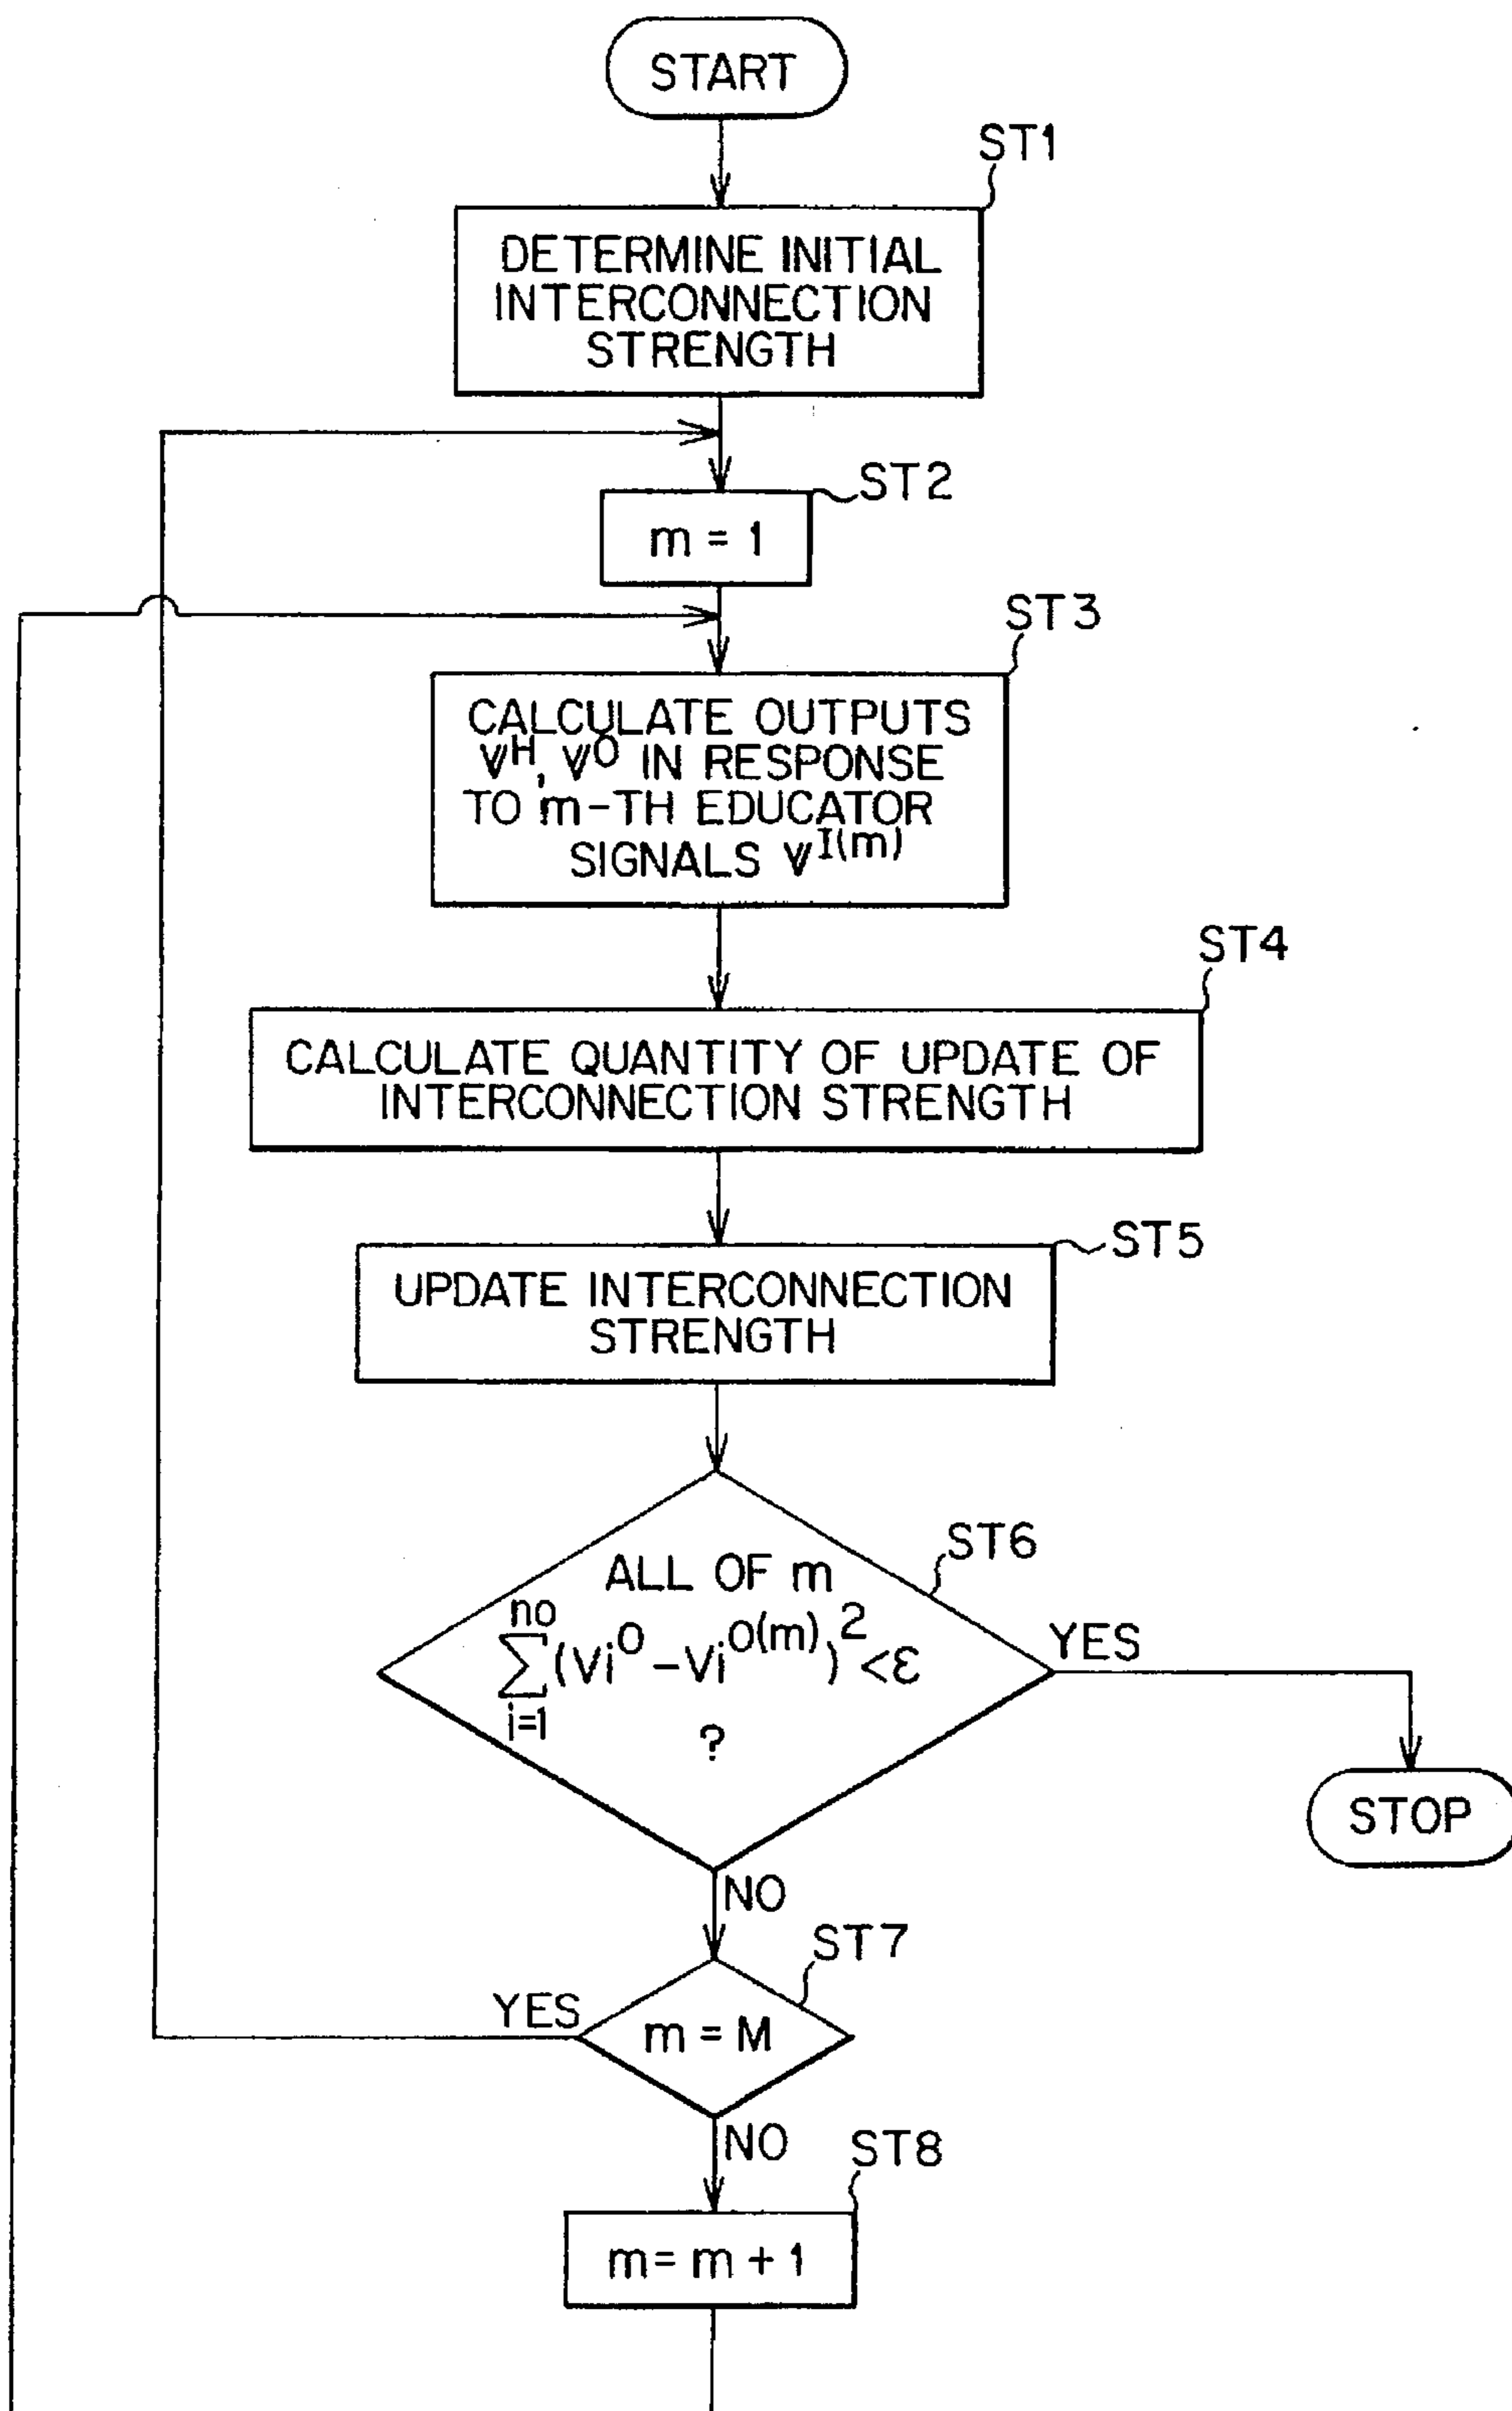 START
ST1
DETERMINE INITIAL
INTERCONNECTION
STRENGTH
ST2
m = 1
ST3
CALCULATE OUTPUTS
V^H, V^O IN RESPONSE
TO m-TH EDUCATOR
SIGNALS V^I(m)
ST4
CALCULATE QUANTITY OF UPDATE OF
INTERCONNECTION STRENGTH
ST5
UPDATE INTERCONNECTION
STRENGTH
ST6
ALL OF m
no
∑(Vi^O - Vi^O(m))^2 < ε
i=1
?
YES
STOP
NO
ST7
YES
m = M
NO
ST8
m = m + 1